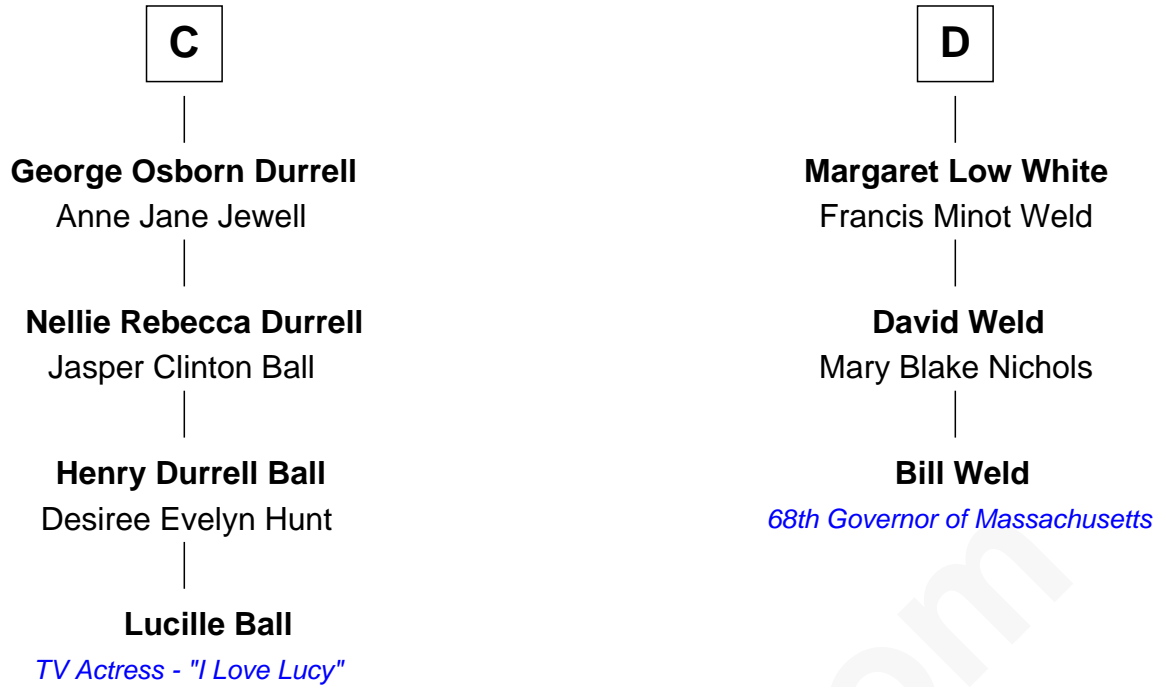 C
George Osborn Durrell
Anne Jane Jewell
Nellie Rebecca Durrell
Jasper Clinton Ball
Henry Durrell Ball
Desiree Evelyn Hunt
Lucille Ball
TV Actress - "I Love Lucy"
D
Margaret Low White
Francis Minot Weld
David Weld
Mary Blake Nichols
Bill Weld
68th Governor of Massachusetts
om